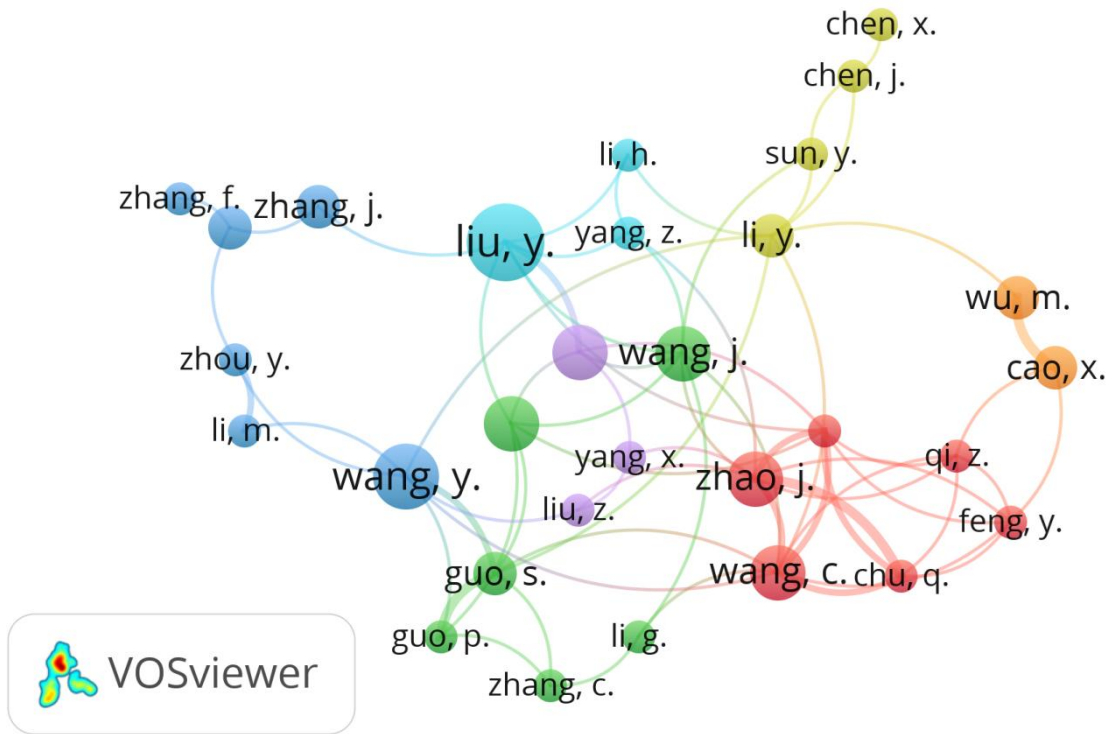 chen, x.
chen, j.
li, h.
sun, y.
zhang, f.
zhang, j.
liu, y.
yang, z.
li, y.
wu, m.
zhou, y.
wang, j.
cao, x.
li, m.
wang, y.
yang, x.
zhao, j.
qi, z.
liu, z.
feng, y.
guo, s.
wang, c.
chu, q.
guo, p.
li, g.
zhang, c.
VOSviewer